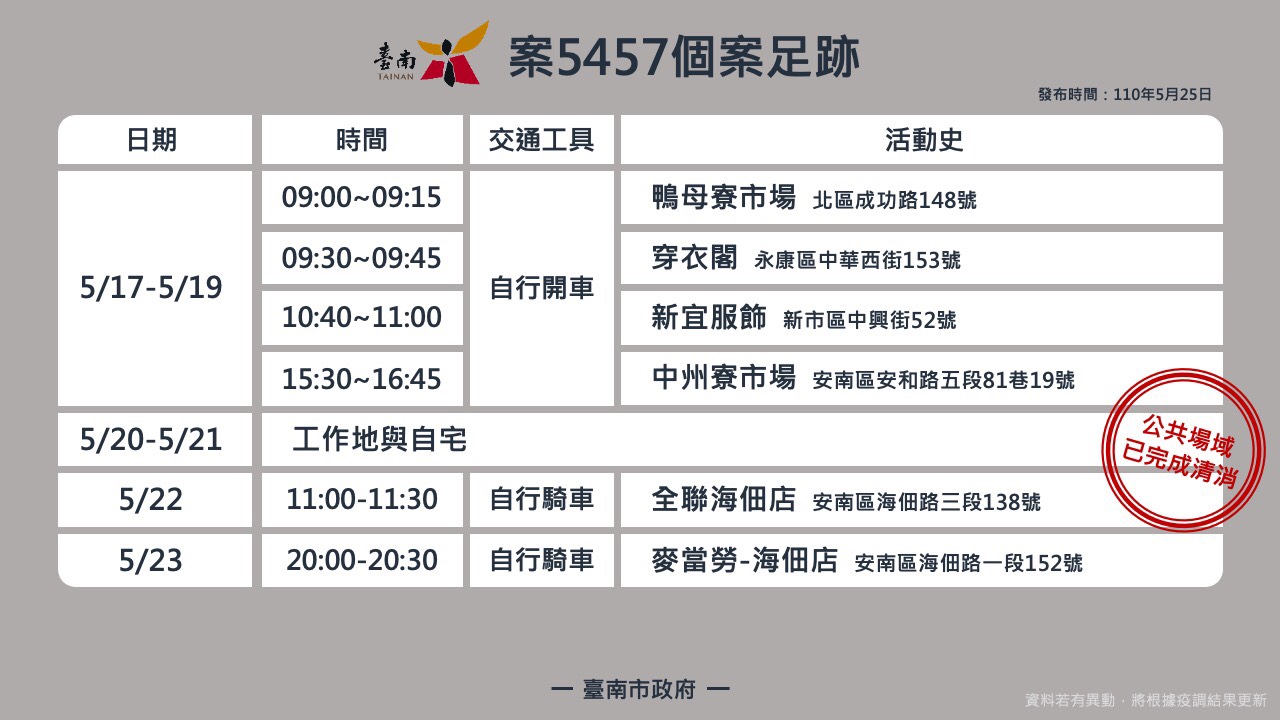 臺南
TAINAN
案5457個案足跡
發布時間：110年5月25日
日期 時間 交通工具 活動史
5/17-5/19 自行開車
09:00~09:15 鴨母寮市場 北區成功路148號
09:30~09:45 穿衣閣 永康區中華西街153號
10:40~11:00 新宜服飾 新市區中興街52號
15:30~16:45 中州寮市場 安南區安和路五段81巷19號
5/20-5/21 工作地與自宅
5/22 11:00-11:30 自行騎車 全聯海佃店 安南區海佃路三段138號
5/23 20:00-20:30 自行騎車 麥當勞-海佃店 安南區海佃路一段152號
公共場域
已完成清消
— 臺南市政府 —
資料若有異動，將根據疫調結果更新